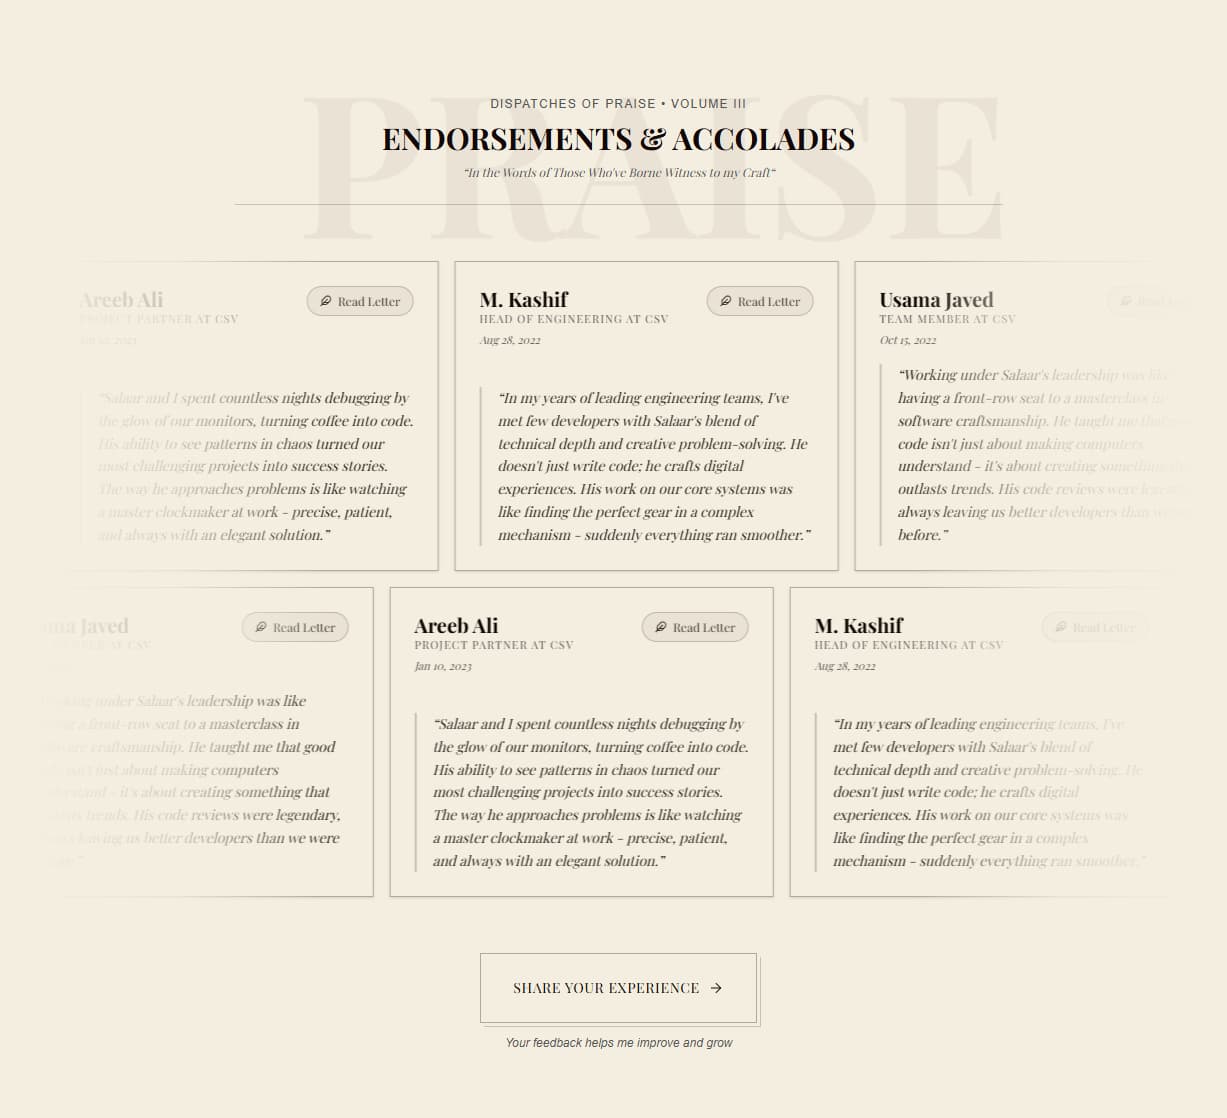 PRAISE
DISPATCHES OF PRAISE • VOLUME III
ENDORSEMENTS & ACCOLADES
“In the Words of Those Who've Borne Witness to my Craft“
Areeb Ali
Read Letter
PROJECT PARTNER AT CSV
Jan 10, 2023
“Salaar and I spent countless nights debugging by
the glow of our monitors, turning coffee into code.
His ability to see patterns in chaos turned our
most challenging projects into success stories.
The way he approaches problems is like watching
a master clockmaker at work - precise, patient,
and always with an elegant solution.”
M. Kashif
Read Letter
HEAD OF ENGINEERING AT CSV
Aug 28, 2022
“In my years of leading engineering teams, I've
met few developers with Salaar's blend of
technical depth and creative problem-solving. He
doesn't just write code; he crafts digital
experiences. His work on our core systems was
like finding the perfect gear in a complex
mechanism - suddenly everything ran smoother.”
Usama Javed
Read Letter
TEAM MEMBER AT CSV
Oct 15, 2022
“Working under Salaar's leadership was like
having a front-row seat to a masterclass in
software craftsmanship. He taught me that
code isn't just about making computers
understand - it's about creating something
outlasts trends. His code reviews were
always leaving us better developers than
before.”
Javed
Read Letter
AT CSV
under Salaar's leadership was like
a front-row seat to a masterclass in
craftsmanship. He taught me that good
just about making computers
- it's about creating something that
trends. His code reviews were legendary,
leaving us better developers than we were
Areeb Ali
Read Letter
PROJECT PARTNER AT CSV
Jan 10, 2023
“Salaar and I spent countless nights debugging by
the glow of our monitors, turning coffee into code.
His ability to see patterns in chaos turned our
most challenging projects into success stories.
The way he approaches problems is like watching
a master clockmaker at work - precise, patient,
and always with an elegant solution.”
M. Kashif
Read Letter
HEAD OF ENGINEERING AT CSV
Aug 28, 2022
“In my years of leading engineering teams, I've
met few developers with Salaar's blend of
technical depth and creative problem-solving. He
doesn't just write code; he crafts digital
experiences. His work on our core systems was
like finding the perfect gear in a complex
mechanism - suddenly everything ran smoother.”
SHARE YOUR EXPERIENCE
Your feedback helps me improve and grow